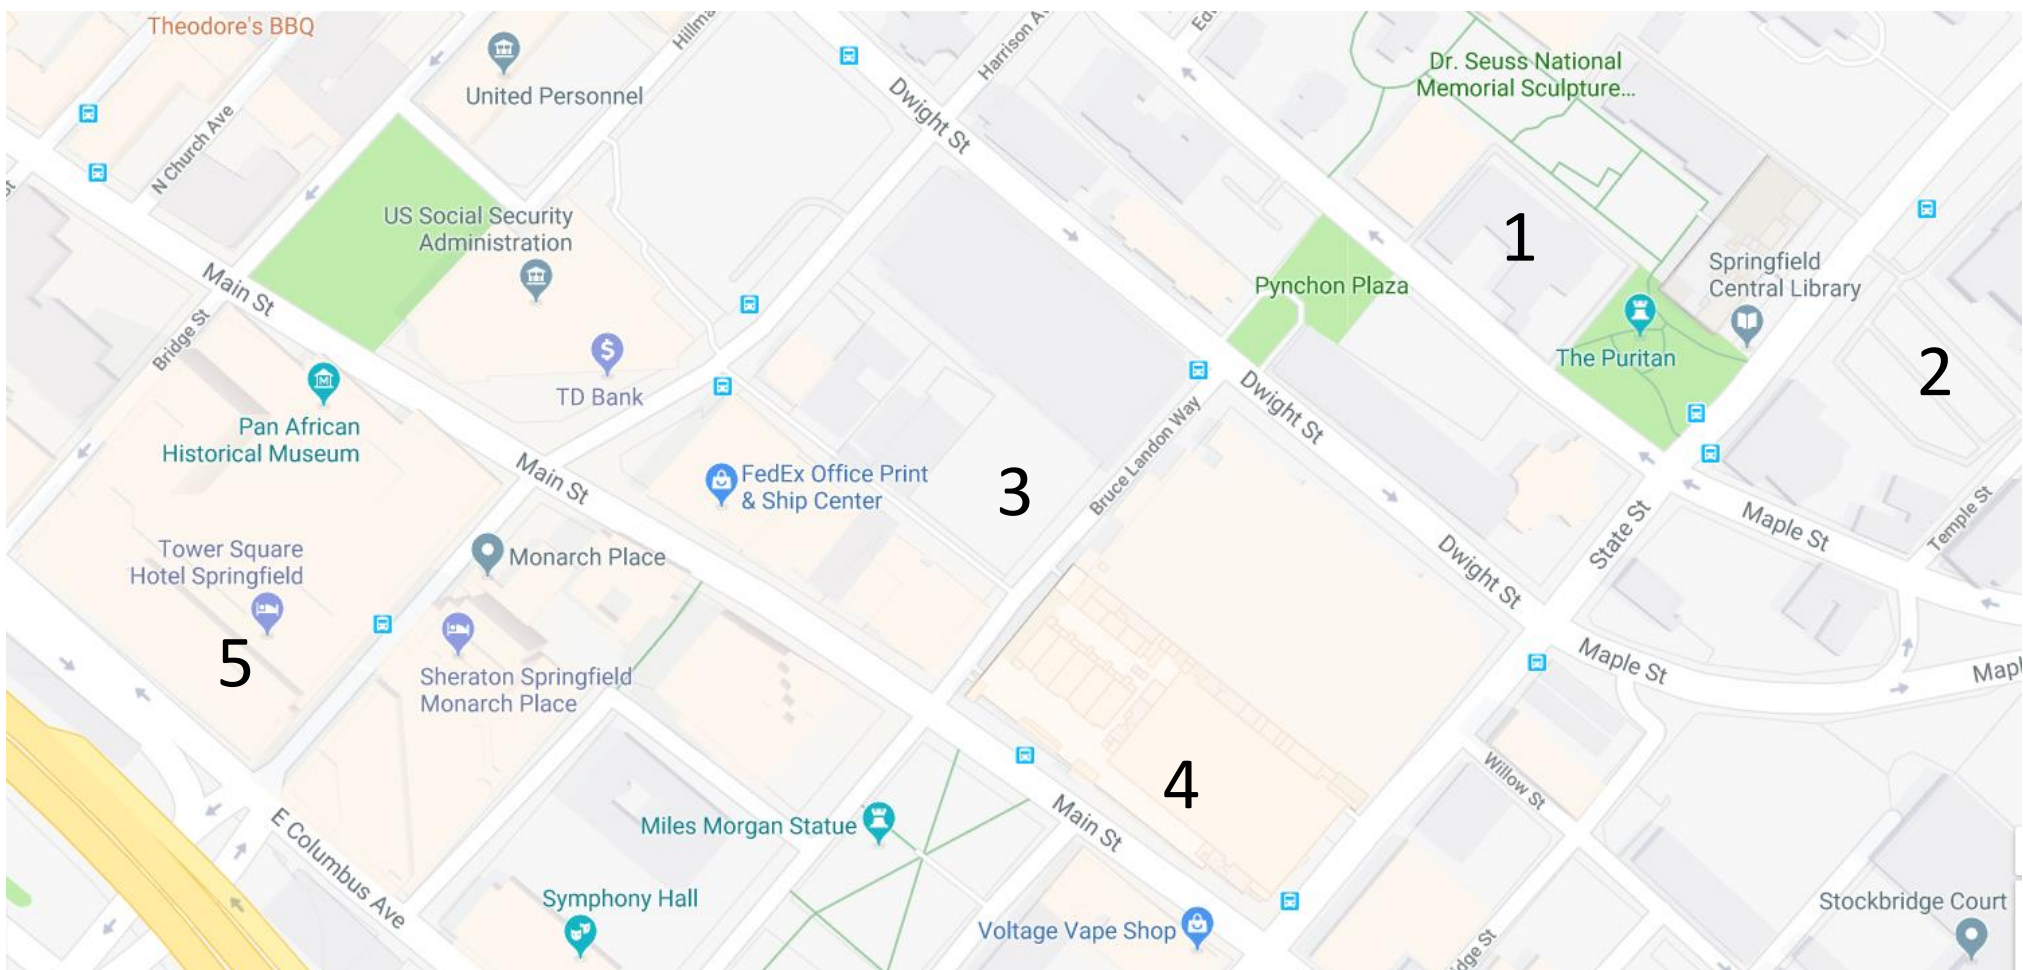 Theodore's BBQ
United Personnel
Dr. Seuss National
Memorial Sculpture...
Dwight St
N Church Ave
US Social Security
Administration
1
Springfield
Central Library
Pynchon Plaza
Main St
Bridge St
The Puritan
2
TD Bank
Dwight St
Pan African
Historical Museum
Bruce Landon Way
Main St
FedEx Office Print
& Ship Center
3
Maple St
Temple St
State St
Monarch Place
Tower Square
Hotel Springfield
Dwight St
5
Sheraton Springfield
Monarch Place
Maple St
4
Willow St
Miles Morgan Statue
Main St
E Columbus Ave
Symphony Hall
Voltage Vape Shop
Stockbridge Court